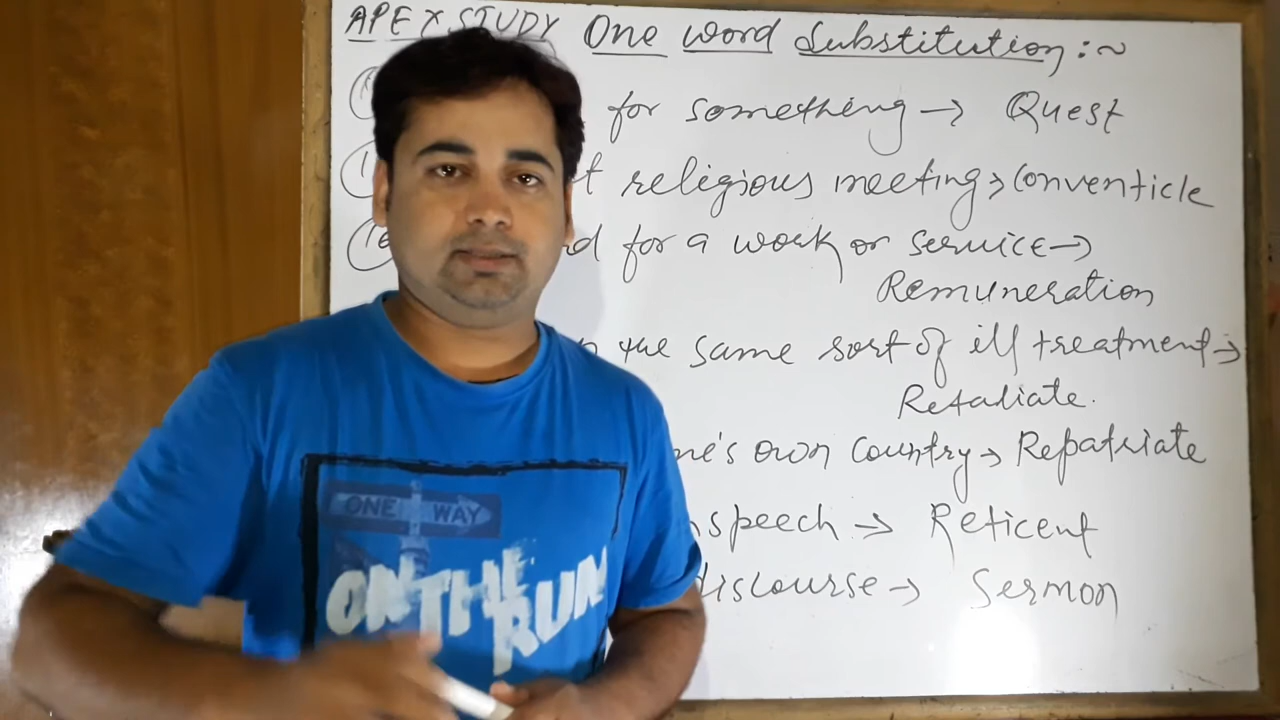 APEX STUDY One word Substitution :~
for something → Quest
religious meeting → Conventicle
for a work or service →
Remuneration
the same sort of ill treatment →
Retaliate.
own country → Repatriate
speech → Reticent
discourse → Sermon
ONE WAY
ON THE
RUN